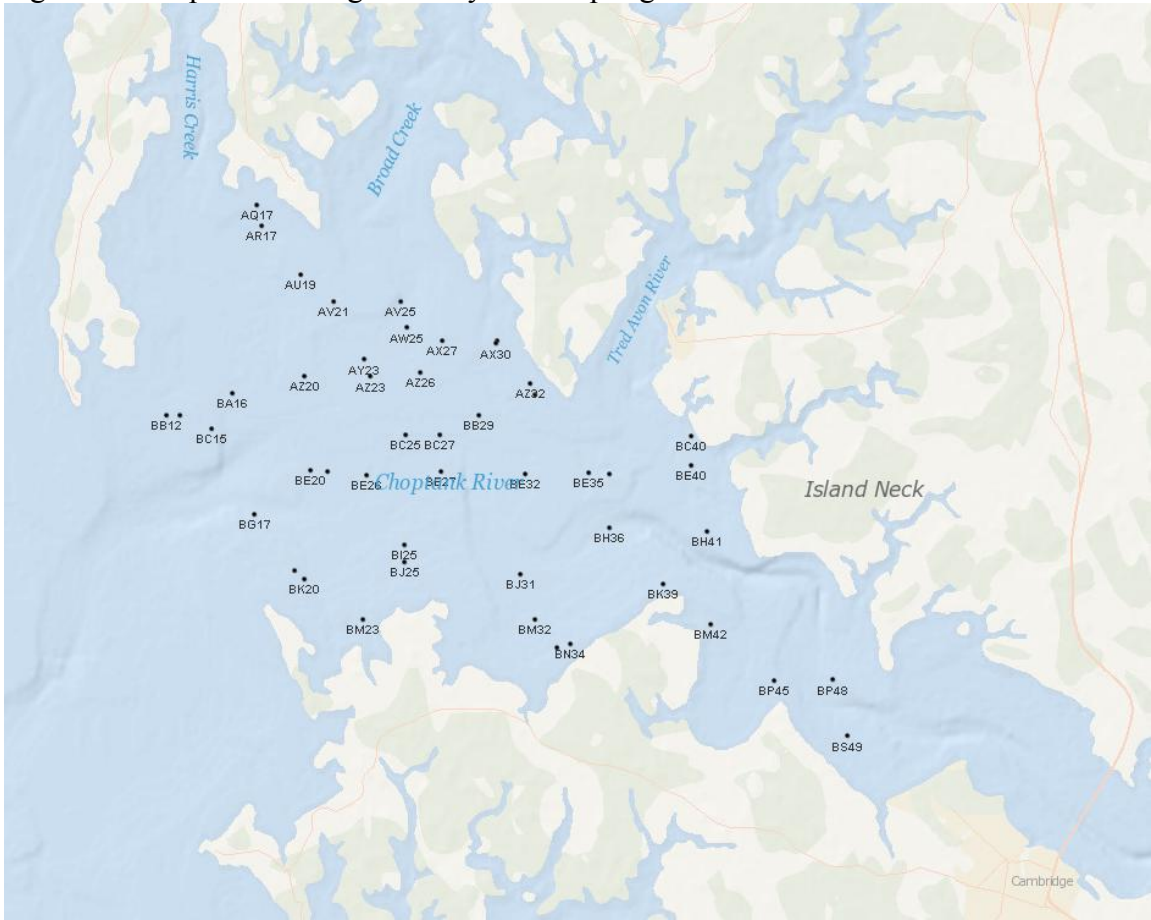 Harris Creek
Broad Creek
AQ17
AR17
Tred Avon River
AU19
AV21
AV25
AW25
AX27
AX30
AY23
AZ20
AZ23
AZ26
AZ32
BA16
BB12
BB29
BC15
BC25
BC27
BC40
BE20
BE26
Choptank River
BE27
BE32
BE35
BE40
Island Neck
BG17
BH36
BH41
BI25
BJ25
BJ31
BK20
BK39
BM23
BM32
BM42
BN34
BP45
BP48
BS49
Cambridge